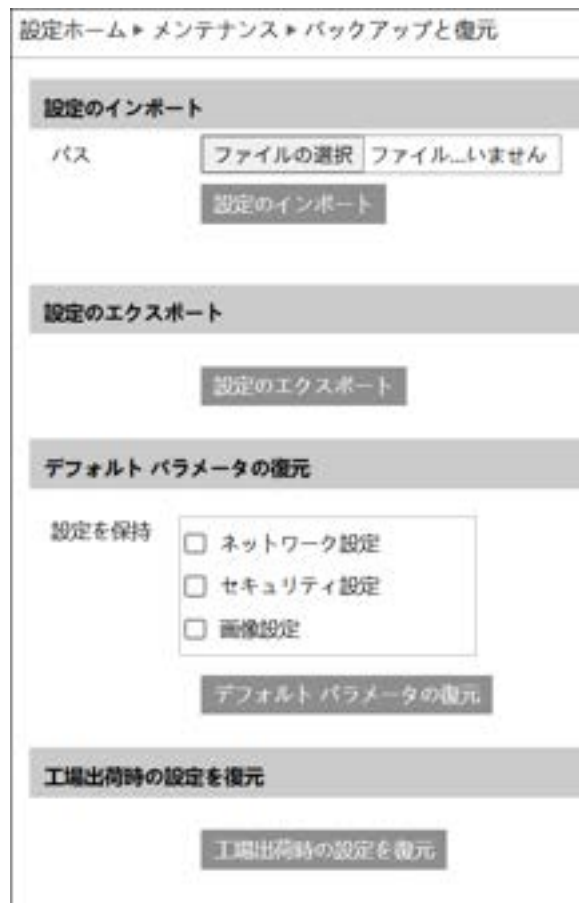 設定ホーム▶メンテナンス▶バックアップと復元
設定のインポート
パス ファイルの選択 ファイル...いません
設定のインポート
設定のエクスポート
設定のエクスポート
デフォルト パラメータの復元
設定を保持
ネットワーク設定
セキュリティ設定
画像設定
デフォルト パラメータの復元
工場出荷時の設定を復元
工場出荷時の設定を復元